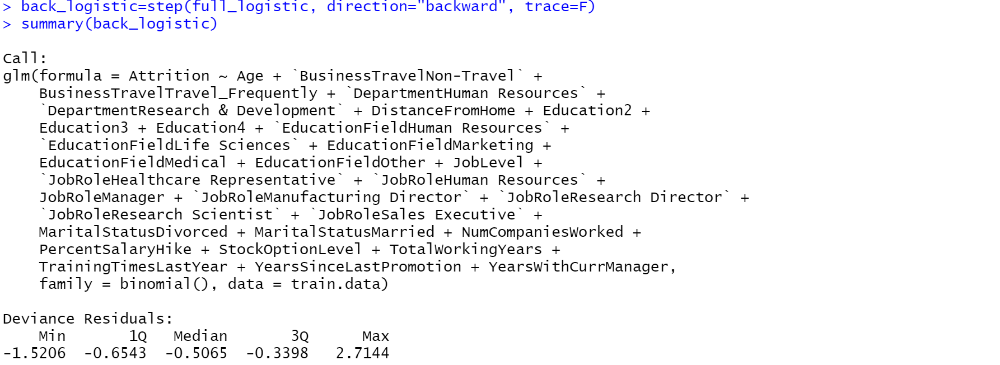 > back_logistic=step(full_logistic, direction="backward", trace=F)
> summary(back_logistic)
Call:
glm(formula = Attrition ~ Age + `BusinessTravelNon-Travel` +
    BusinessTravelTravel_Frequently + `DepartmentHuman Resources` +
    `DepartmentResearch & Development` + DistanceFromHome + Education2 +
    Education3 + Education4 + `EducationFieldHuman Resources` +
    `EducationFieldLife Sciences` + EducationFieldMarketing +
    EducationFieldMedical + EducationFieldOther + JobLevel +
    `JobRoleHealthcare Representative` + `JobRoleHuman Resources` +
    JobRoleManager + `JobRoleManufacturing Director` + `JobRoleResearch Director` +
    `JobRoleResearch Scientist` + `JobRoleSales Executive` +
    MaritalStatusDivorced + MaritalStatusMarried + NumCompaniesWorked +
    PercentSalaryHike + StockOptionLevel + TotalWorkingYears +
    TrainingTimesLastYear + YearsSinceLastPromotion + YearsWithCurrManager,
    family = binomial(), data = train.data)
Deviance Residuals:
    Min       1Q   Median       3Q      Max
-1.5206  -0.6543  -0.5065  -0.3398   2.7144